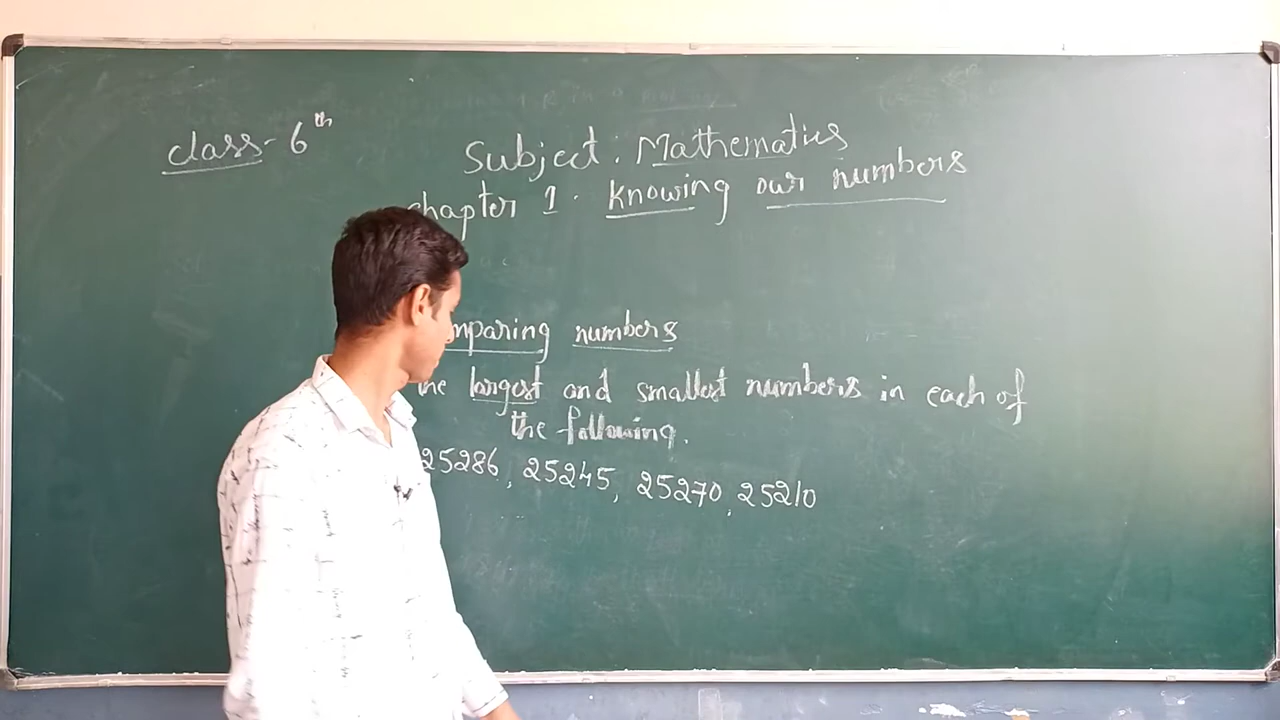 class-6th
Subject. Mathematics
chapter 1. Knowing our numbers
mparing numbers
the largest and smallest numbers in each of
the following.
25286, 25245, 25270, 25210